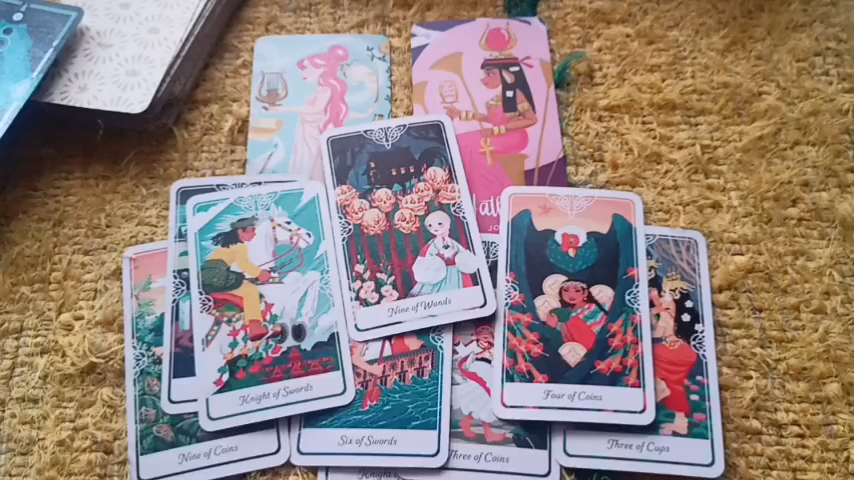 Nine of Wands
Knight of Swords
Four of Coins
Six of Swords
Three of Coins
Three of Cups
Nine of Coins